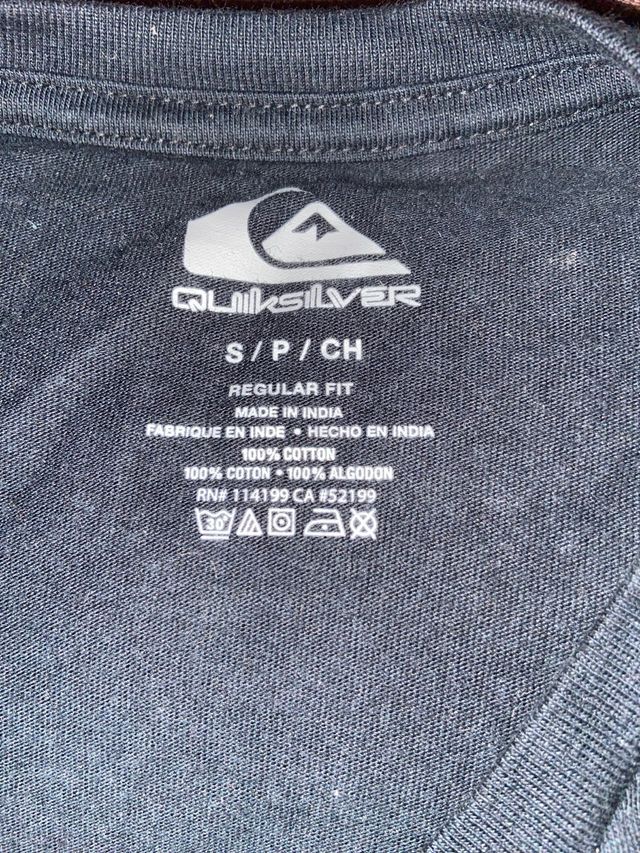 QUIKSILVER
S / P / CH
REGULAR FIT
MADE IN INDIA
FABRIQUE EN INDE • HECHO EN INDIA
100% COTTON
100% COTON • 100% ALGODON
RN# 114199 CA #52199
30°